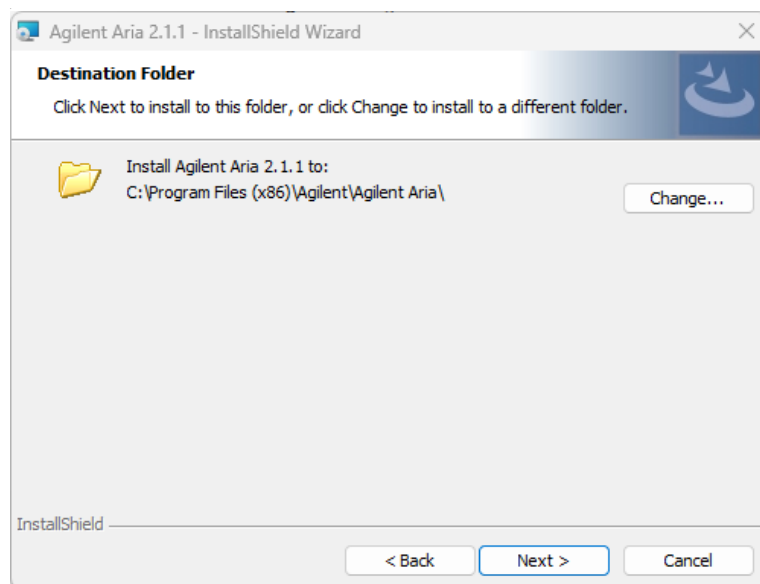 Agilent Aria 2.1.1 - InstallShield Wizard
Destination Folder
Click Next to install to this folder, or click Change to install to a different folder.
Install Agilent Aria 2.1.1 to:
C:\Program Files (x86)\Agilent\Agilent Aria\
Change...
InstallShield
< Back
Next >
Cancel